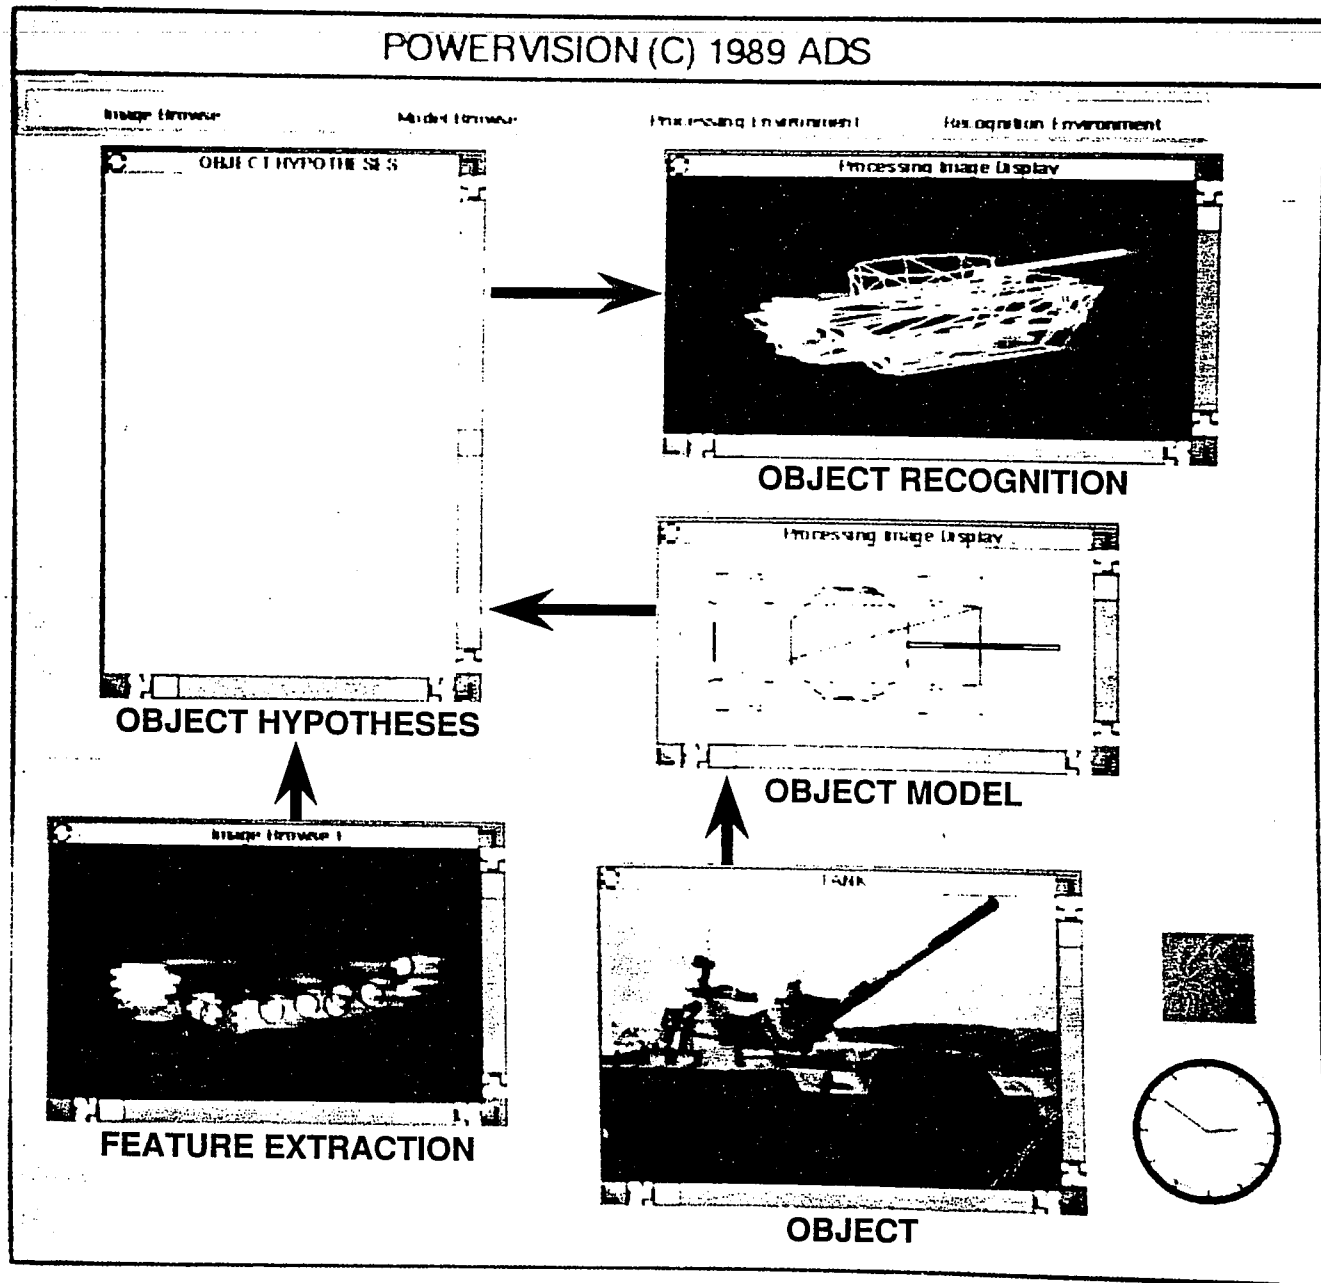 POWERVISION (C) 1989 ADS
Image Browse
Model Browse
Processing Environment
Recognition Environment
OBJECT HYPOTHESES
Processing Image Display
OBJECT RECOGNITION
Processing Image Display
OBJECT HYPOTHESES
OBJECT MODEL
Image Browse 1
TANK
FEATURE EXTRACTION
OBJECT